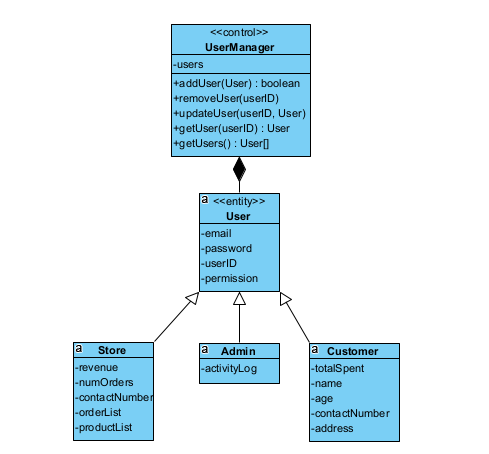 <<control>>
UserManager
-users
+addUser(User) : boolean
+removeUser(userID)
+updateUser(userID, User)
+getUser(userID) : User
+getUsers() : User[]
a
<<entity>>
User
-email
-password
-userID
-permission
a Store
-revenue
-numOrders
-contactNumber
-orderList
-productList
a Admin
-activityLog
a Customer
-totalSpent
-name
-age
-contactNumber
-address